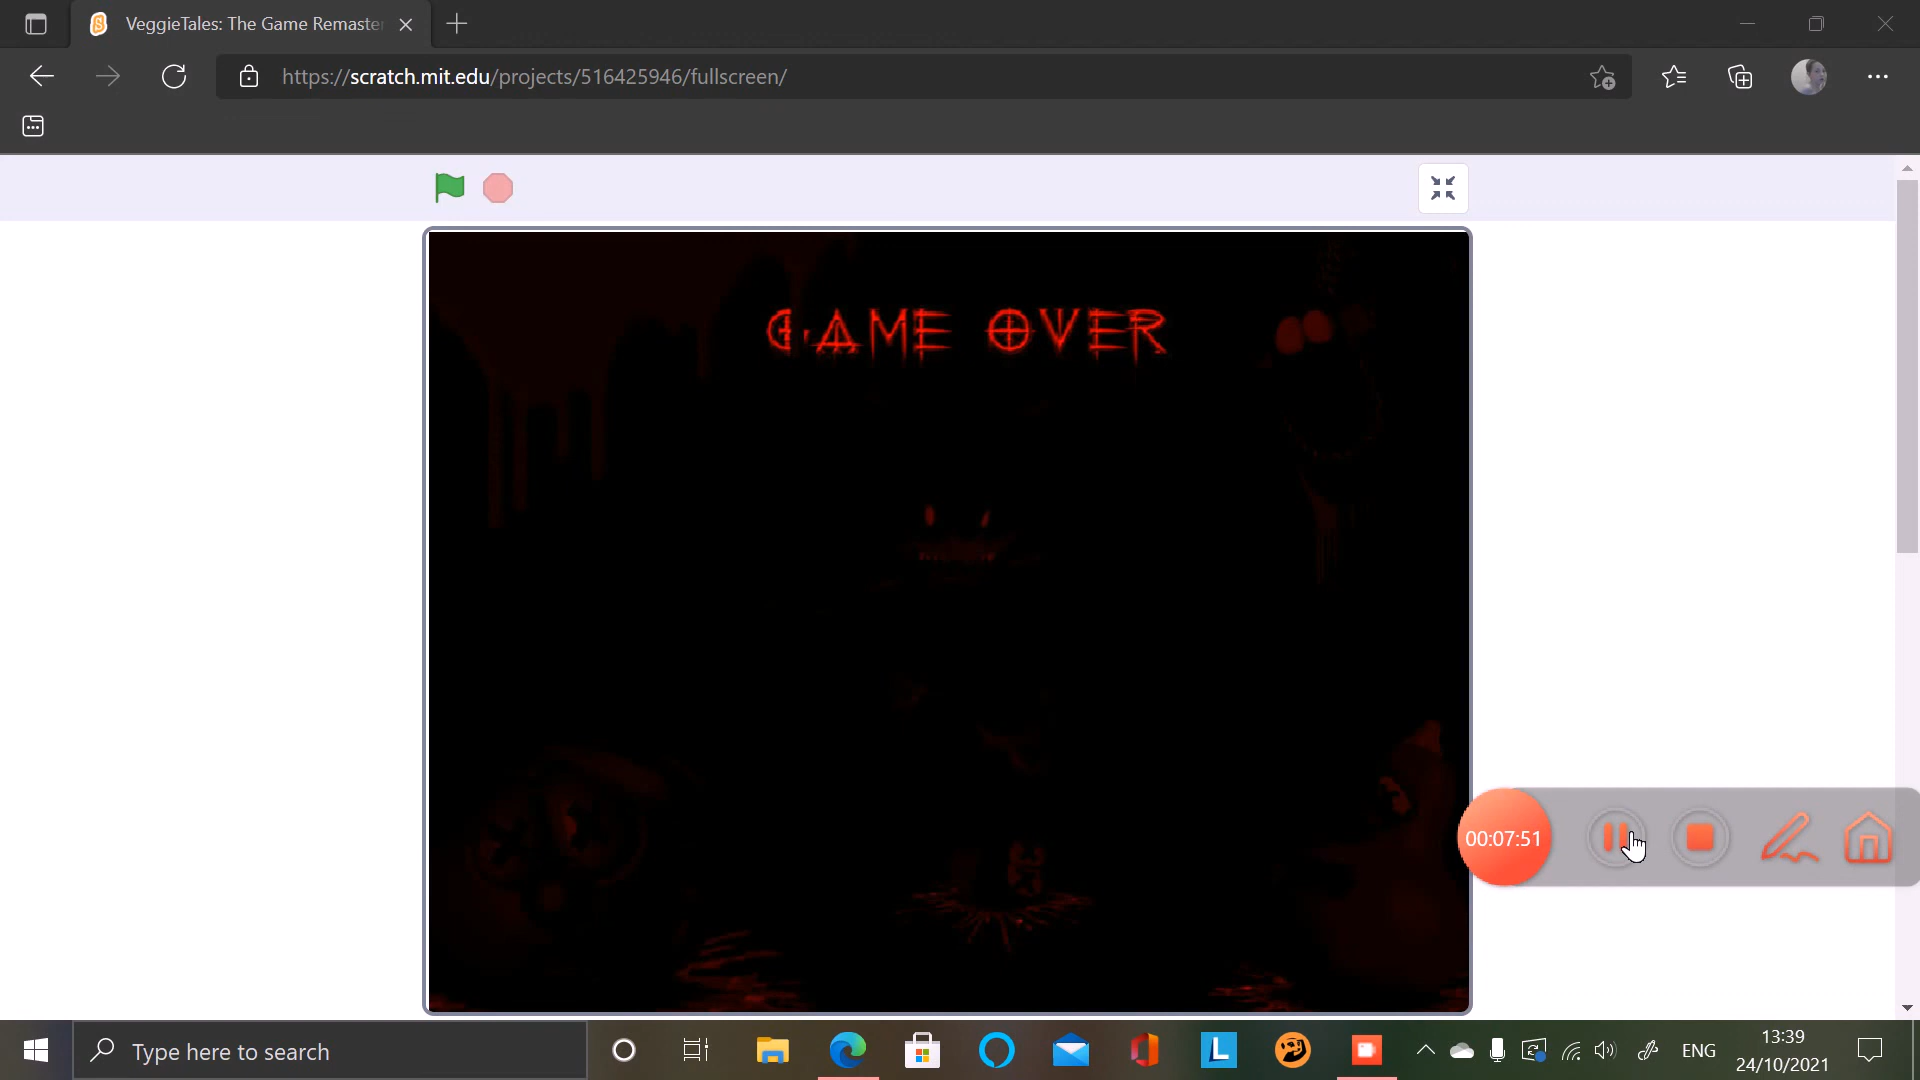 VeggieTales: The Game Remaster
https://scratch.mit.edu/projects/516425946/fullscreen/
GAME OVER
00:07:51
Type here to search
L
ENG
13:39
24/10/2021